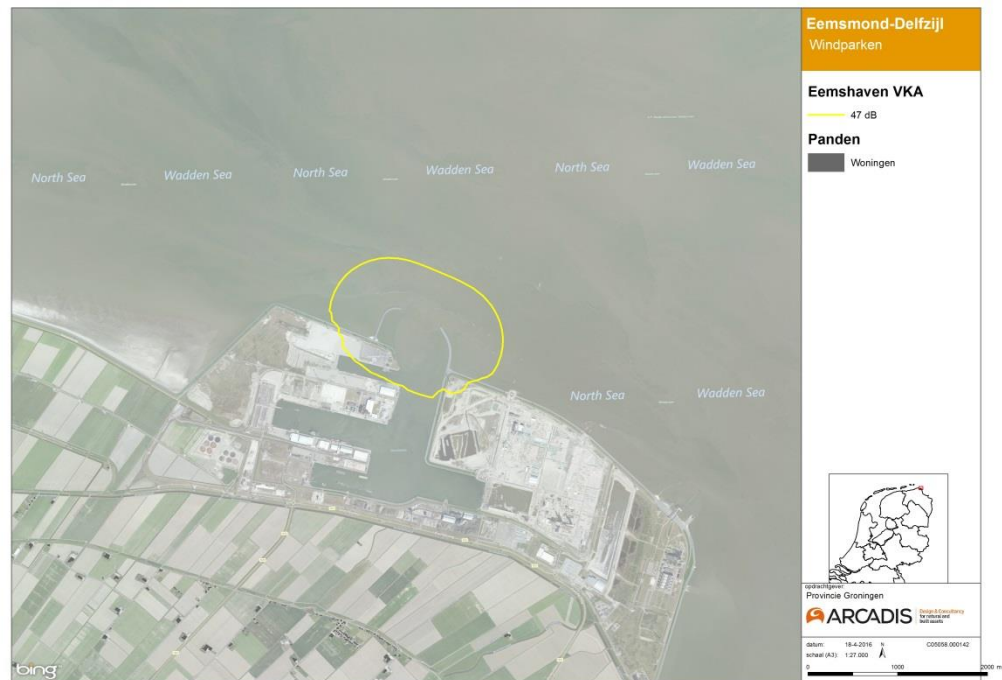 Eemsmond-Delfzijl
Windparken
Eemshaven VKA
47 dB
Panden
Woningen
North Sea Wadden Sea North Sea Wadden Sea North Sea Wadden Sea
North Sea Wadden Sea
bing
opdrachtgever:
Provincie Groningen
ARCADIS
Design & Consultancy
for natural and
built assets
datum: 18-4-2016 N C05058.000142
schaal (A3): 1:27.000
0 1000 2000 m